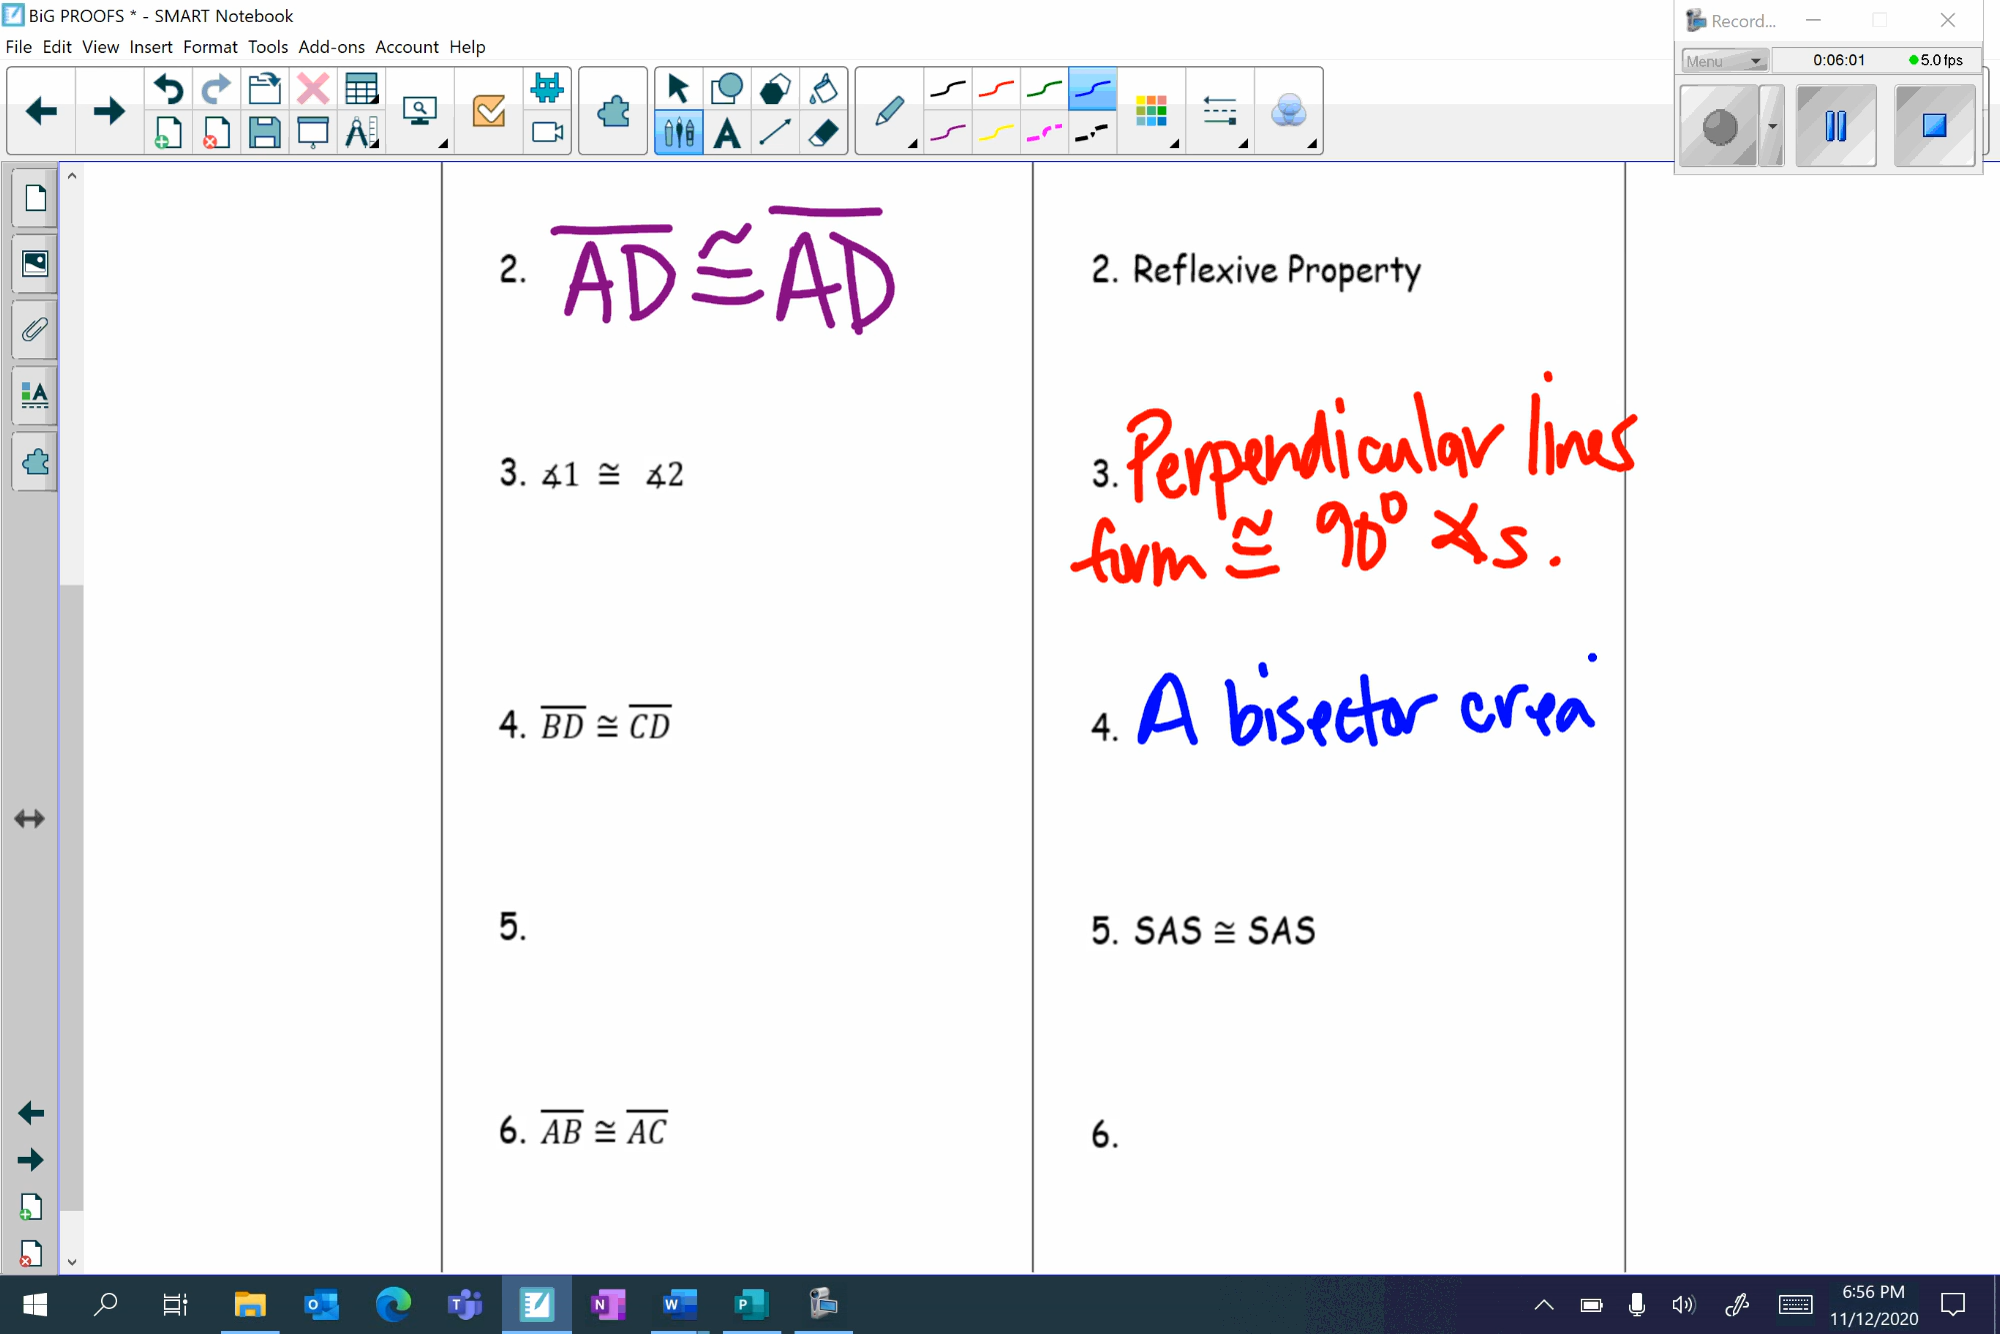 BiG PROOFS * - SMART Notebook
Record...
File Edit View Insert Format Tools Add-ons Account Help
Menu 0:06:01 5.0fps
2. AD ≅ AD
2. Reflexive Property
3. ∡1 ≅ ∡2
3. Perpendicular lines
form ≅ 90° ∡s.
4. BD ≅ CD
4. A bisector crea
5.
5. SAS ≅ SAS
6. AB ≅ AC
6.
6:56 PM
11/12/2020